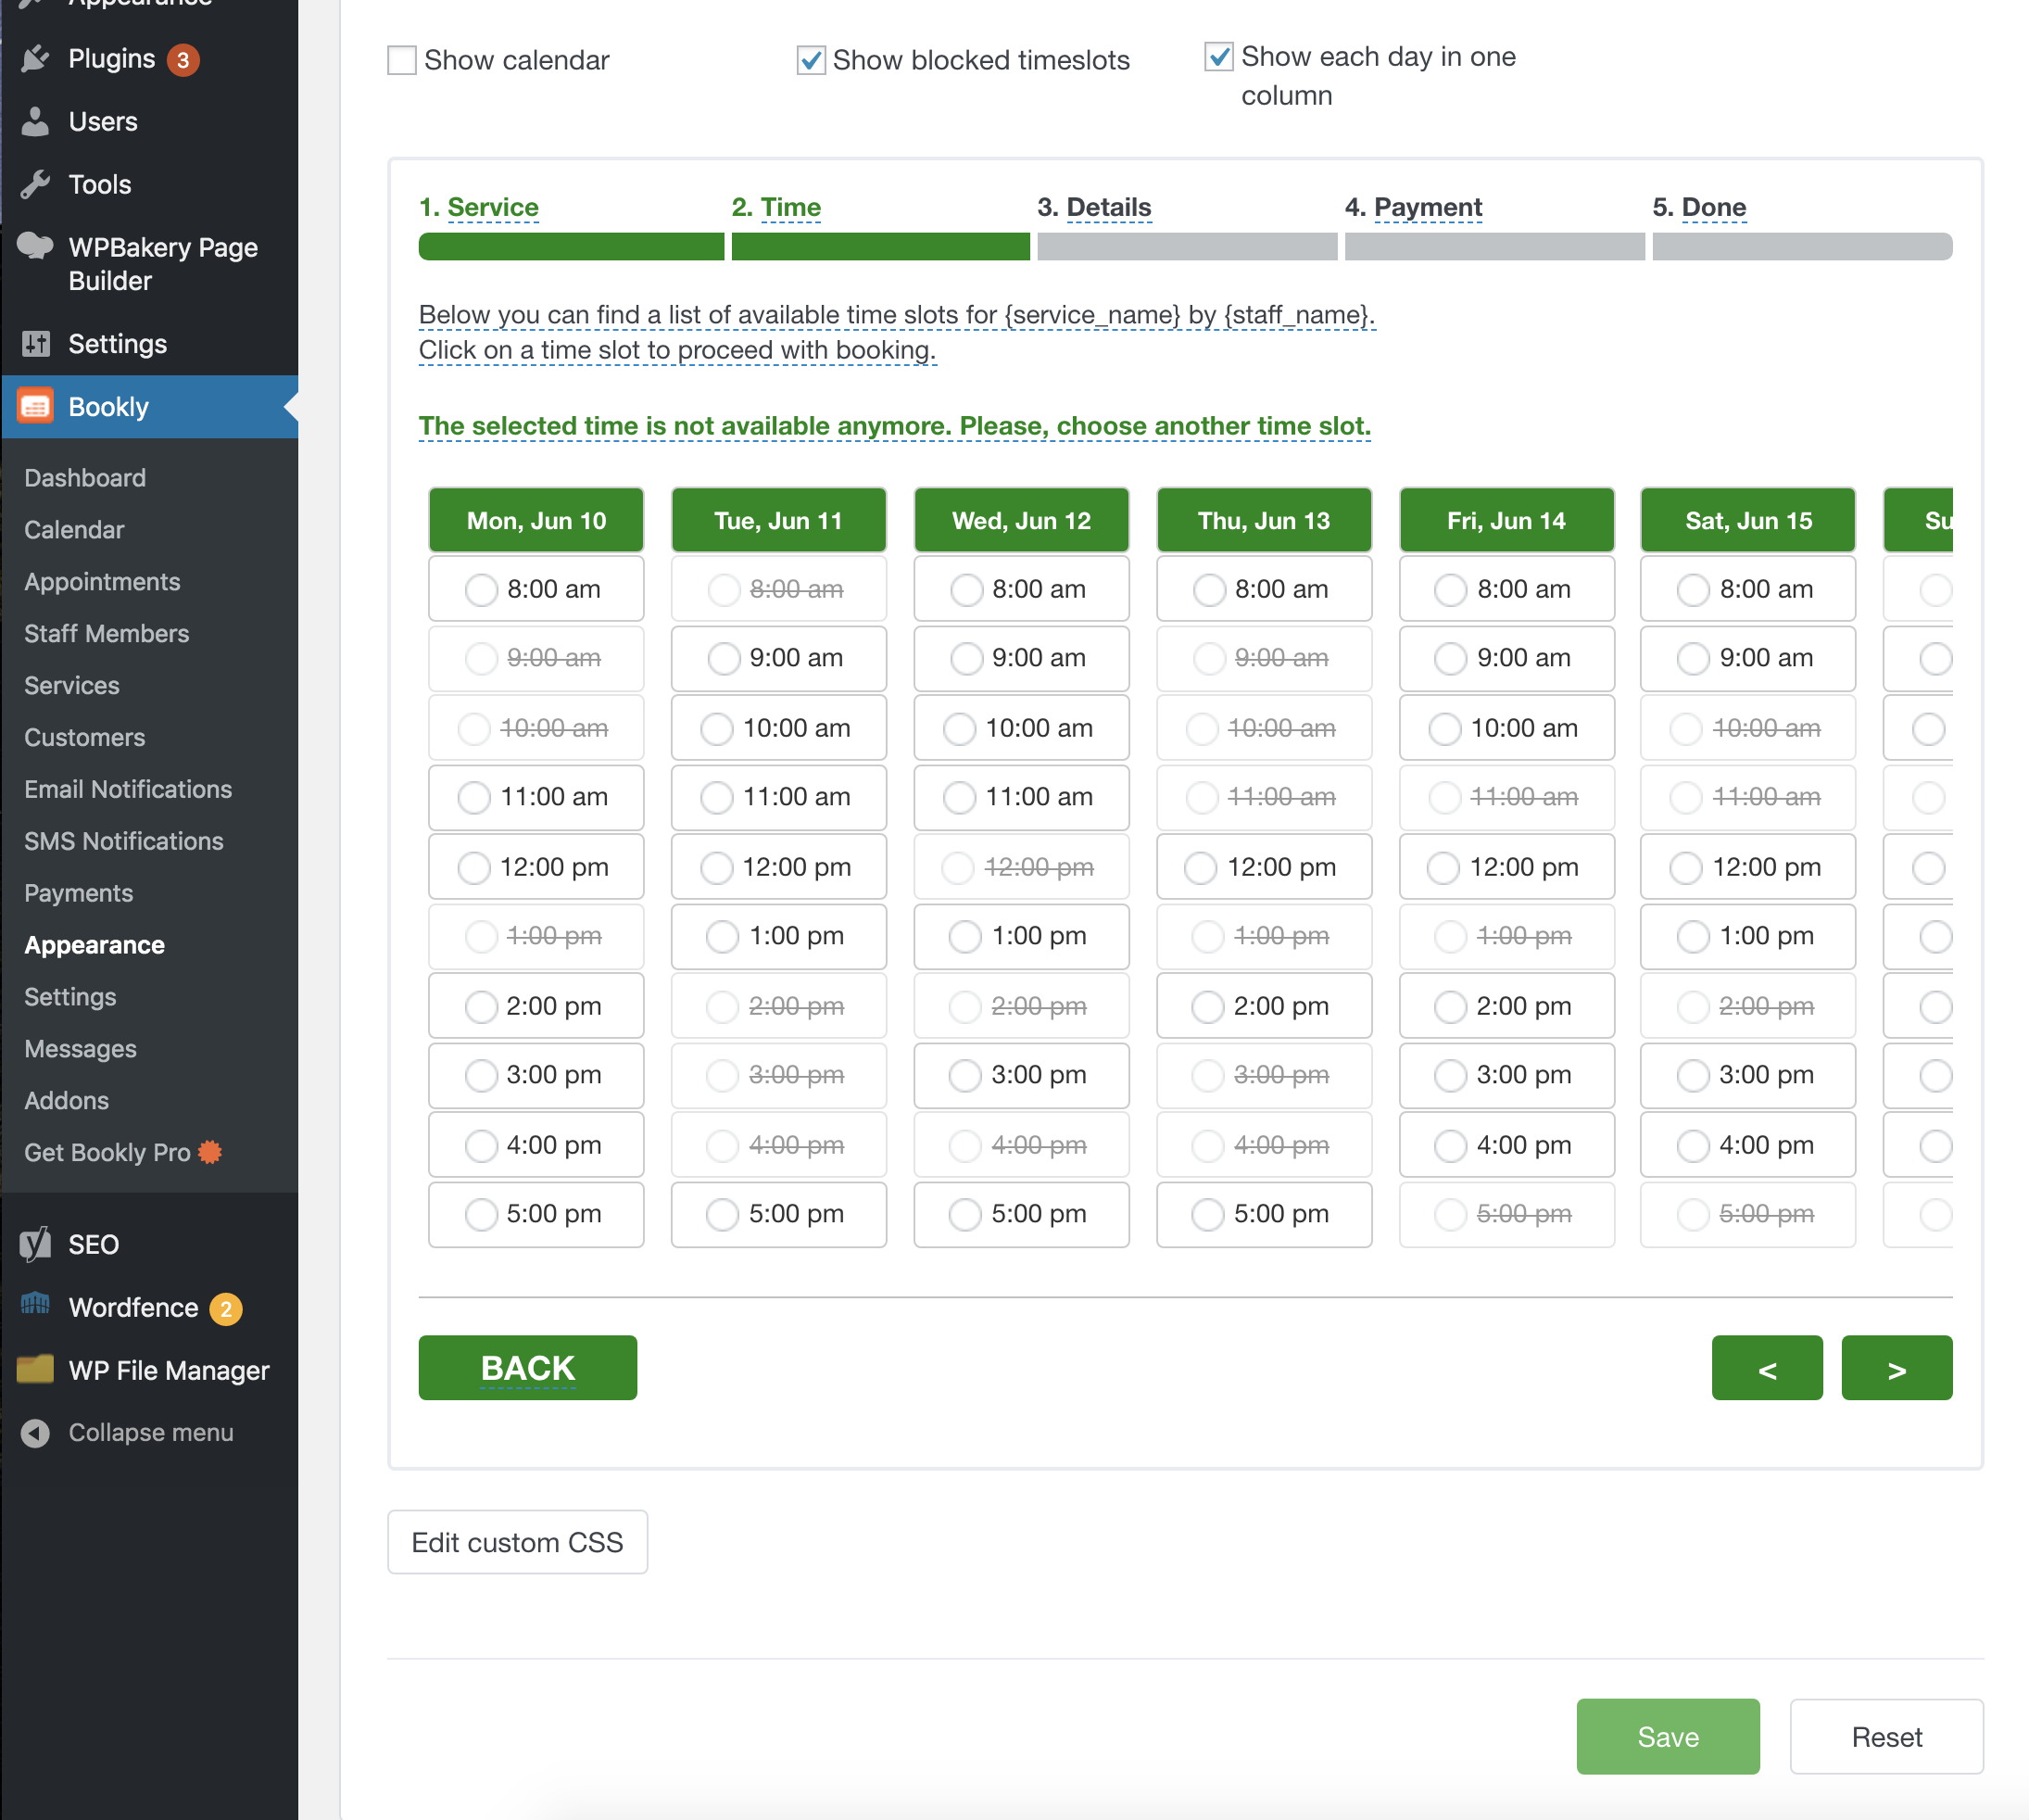 Appearance
Plugins 3
Users
Tools
WPBakery Page
Builder
Settings
Bookly
Dashboard
Calendar
Appointments
Staff Members
Services
Customers
Email Notifications
SMS Notifications
Payments
Appearance
Settings
Messages
Addons
Get Bookly Pro
SEO
Wordfence 2
WP File Manager
Collapse menu
Show calendar
Show blocked timeslots
Show each day in one
column
1. Service
2. Time
3. Details
4. Payment
5. Done
Below you can find a list of available time slots for {service_name} by {staff_name}.
Click on a time slot to proceed with booking.
The selected time is not available anymore. Please, choose another time slot.
Mon, Jun 10 Tue, Jun 11 Wed, Jun 12 Thu, Jun 13 Fri, Jun 14 Sat, Jun 15 Su
8:00 am 8:00 am 8:00 am 8:00 am 8:00 am 8:00 am
9:00 am 9:00 am 9:00 am 9:00 am 9:00 am 9:00 am
10:00 am 10:00 am 10:00 am 10:00 am 10:00 am 10:00 am
11:00 am 11:00 am 11:00 am 11:00 am 11:00 am 11:00 am
12:00 pm 12:00 pm 12:00 pm 12:00 pm 12:00 pm 12:00 pm
1:00 pm 1:00 pm 1:00 pm 1:00 pm 1:00 pm 1:00 pm
2:00 pm 2:00 pm 2:00 pm 2:00 pm 2:00 pm 2:00 pm
3:00 pm 3:00 pm 3:00 pm 3:00 pm 3:00 pm 3:00 pm
4:00 pm 4:00 pm 4:00 pm 4:00 pm 4:00 pm 4:00 pm
5:00 pm 5:00 pm 5:00 pm 5:00 pm 5:00 pm 5:00 pm
BACK < >
Edit custom CSS
Save Reset